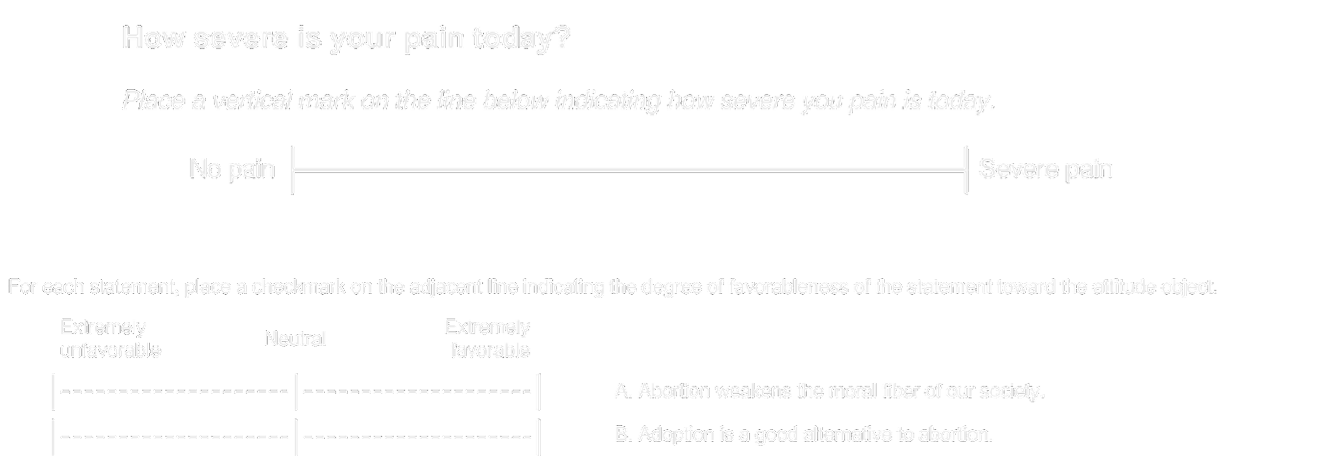 How severe is your pain today?
Place a vertical mark on the line below indicating how severe you pain is today.
No pain Severe pain
For each statement, place a checkmark on the adjacent line indicating the degree of favorableness of the statement toward the attitude object.
Extremely unfavorable
Neutral
Extremely favorable
A. Abortion weakens the moral fiber of our society.
B. Adoption is a good alternative to abortion.